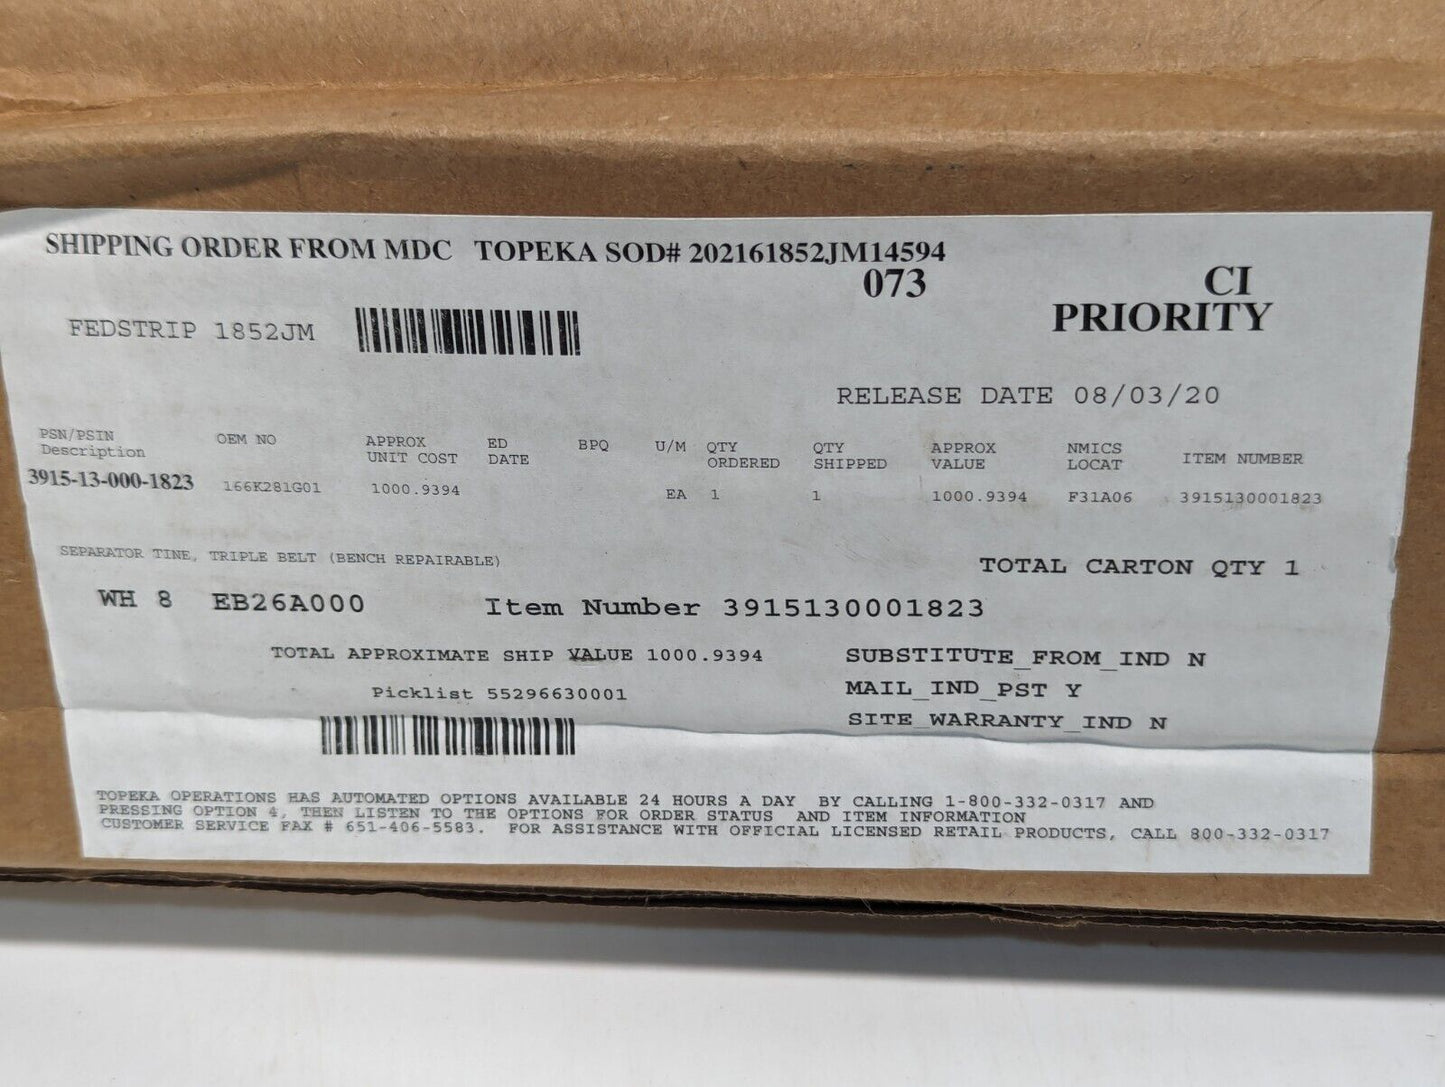 SHIPPING ORDER FROM MDC TOPEKA SOD# 202161852JM14594
073 CI
PRIORITY
FEDSTRIP 1852JM
RELEASE DATE 08/03/20
PSN/PSIN OEM NO APPROX ED BPQ U/M QTY QTY APPROX NMICS ITEM NUMBER
Description UNIT COST DATE ORDERED SHIPPED VALUE LOCAT
3915-13-000-1823 166K281G01 1000.9394 EA 1 1 1000.9394 F31A06 3915130001823
SEPARATOR TINE, TRIPLE BELT (BENCH REPAIRABLE)
TOTAL CARTON QTY 1
WH 8 EB26A000 Item Number 3915130001823
TOTAL APPROXIMATE SHIP VALUE 1000.9394 SUBSTITUTE_FROM_IND N
Picklist 55296630001 MAIL_IND_PST Y
SITE_WARRANTY_IND N
TOPEKA OPERATIONS HAS AUTOMATED OPTIONS AVAILABLE 24 HOURS A DAY BY CALLING 1-800-332-0317 AND
PRESSING OPTION 4, THEN LISTEN TO THE OPTIONS FOR ORDER STATUS AND ITEM INFORMATION
CUSTOMER SERVICE FAX # 651-406-5583. FOR ASSISTANCE WITH OFFICIAL LICENSED RETAIL PRODUCTS, CALL 800-332-0317